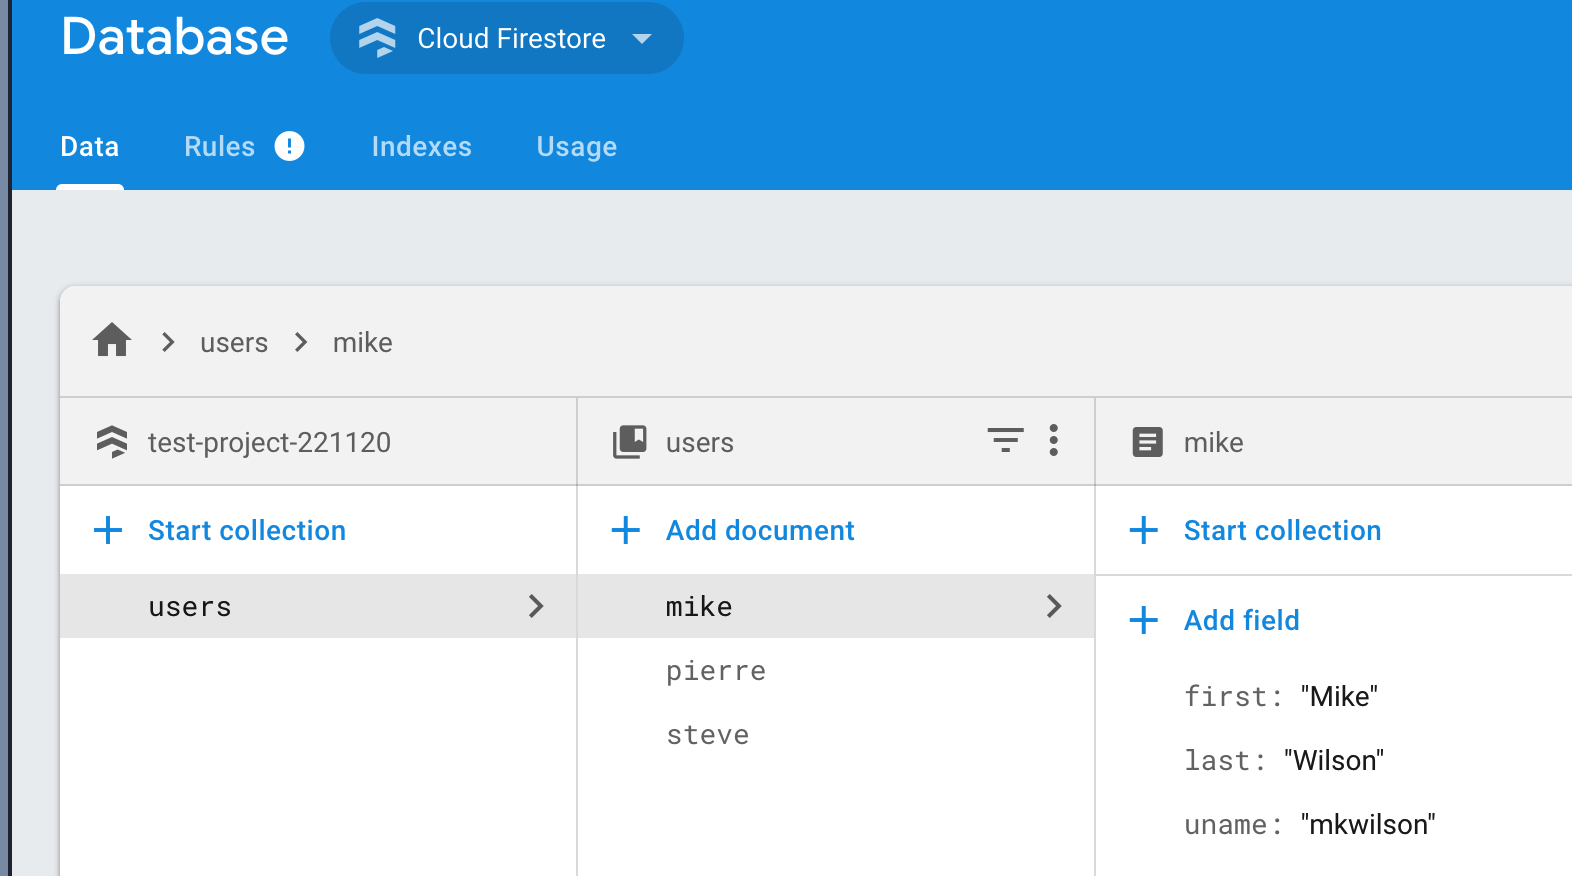 Database Cloud Firestore
Data Rules ! Indexes Usage
users mike
test-project-221120 users mike
Start collection Add document Start collection
users mike Add field
pierre
steve
first: "Mike"
last: "Wilson"
uname: "mkwilson"